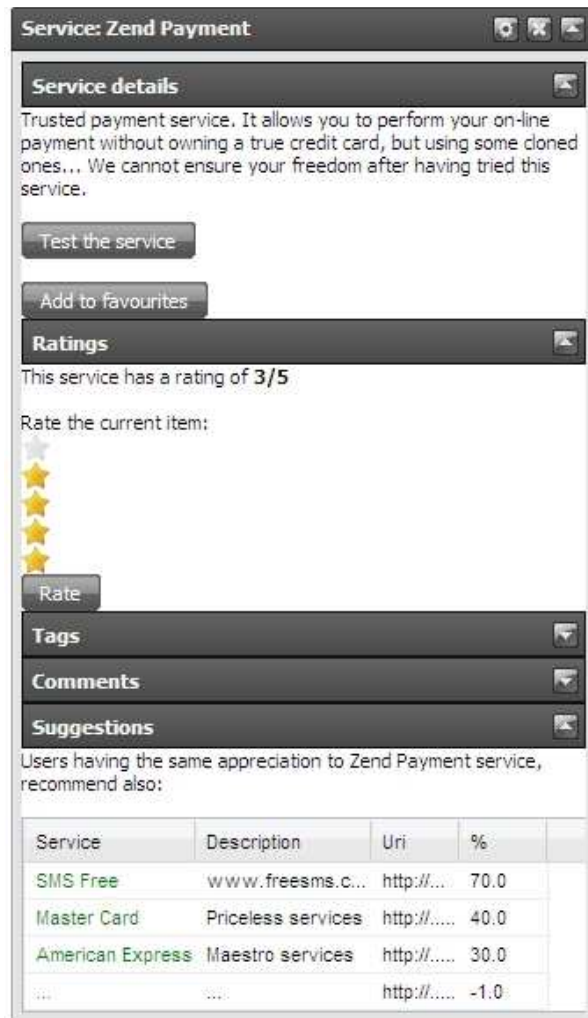 Service: Zend Payment
Service details
Trusted payment service. It allows you to perform your on-line
payment without owning a true credit card, but using some cloned
ones... We cannot ensure your freedom after having tried this
service.
Test the service
Add to favourites
Ratings
This service has a rating of 3/5
Rate the current item:
Rate
Tags
Comments
Suggestions
Users having the same appreciation to Zend Payment service,
recommend also:
Service Description Uri %
SMS Free www.freesms.c... http://... 70.0
Master Card Priceless services http://..... 40.0
American Express Maestro services http://..... 30.0
... ... http://..... -1.0